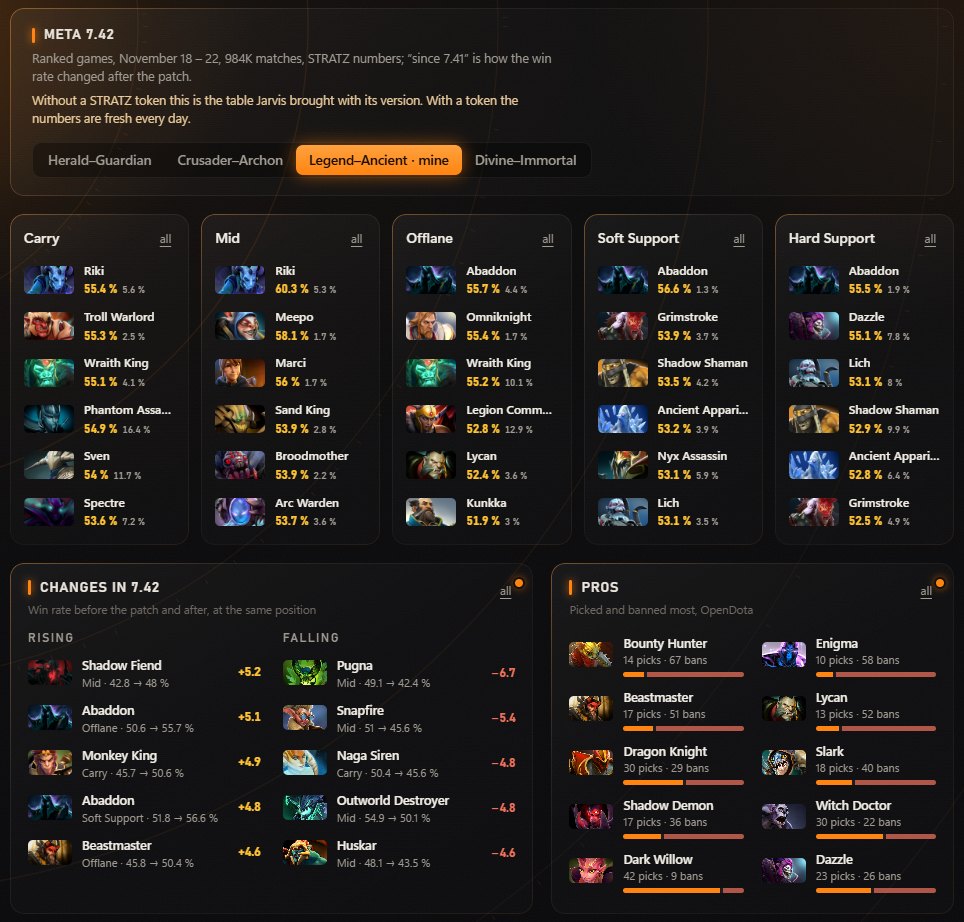 META 7.42
Ranked games, November 18 – 22, 984K matches, STRATZ numbers; "since 7.41" is how the win
rate changed after the patch.
Without a STRATZ token this is the table Jarvis brought with its version. With a token the
numbers are fresh every day.
Herald–Guardian
Crusader–Archon
Legend–Ancient · mine
Divine–Immortal
Carry
all
Riki
55.4 % 5.6 %
Troll Warlord
55.3 % 2.5 %
Wraith King
55.1 % 4.1 %
Phantom Assa...
54.9 % 16.4 %
Sven
54 % 11.7 %
Spectre
53.6 % 7.2 %
Mid
all
Riki
60.3 % 5.3 %
Meepo
58.1 % 1.7 %
Marci
56 % 1.7 %
Sand King
53.9 % 2.8 %
Broodmother
53.9 % 2.2 %
Arc Warden
53.7 % 3.6 %
Offlane
all
Abaddon
55.7 % 4.4 %
Omniknight
55.4 % 1.7 %
Wraith King
55.2 % 10.1 %
Legion Comm...
52.8 % 12.9 %
Lycan
52.4 % 3.6 %
Kunkka
51.9 % 3 %
Soft Support
all
Abaddon
56.6 % 1.3 %
Grimstroke
53.9 % 3.7 %
Shadow Shaman
53.5 % 4.2 %
Ancient Appari...
53.2 % 3.9 %
Nyx Assassin
53.1 % 5.9 %
Lich
53.1 % 3.5 %
Hard Support
all
Abaddon
55.5 % 1.9 %
Dazzle
55.1 % 7.8 %
Lich
53.1 % 8 %
Shadow Shaman
52.9 % 9.9 %
Ancient Appari...
52.8 % 6.4 %
Grimstroke
52.5 % 4.9 %
CHANGES IN 7.42
all
Win rate before the patch and after, at the same position
RISING
Shadow Fiend
Mid · 42.8 → 48 %
+5.2
Abaddon
Offlane · 50.6 → 55.7 %
+5.1
Monkey King
Carry · 45.7 → 50.6 %
+4.9
Abaddon
Soft Support · 51.8 → 56.6 %
+4.8
Beastmaster
Offlane · 45.8 → 50.4 %
+4.6
FALLING
Pugna
Mid · 49.1 → 42.4 %
−6.7
Snapfire
Mid · 51 → 45.6 %
−5.4
Naga Siren
Carry · 50.4 → 45.6 %
−4.8
Outworld Destroyer
Mid · 54.9 → 50.1 %
−4.8
Huskar
Mid · 48.1 → 43.5 %
−4.6
PROS
all
Picked and banned most, OpenDota
Bounty Hunter
14 picks · 67 bans
Beastmaster
17 picks · 51 bans
Dragon Knight
30 picks · 29 bans
Shadow Demon
17 picks · 36 bans
Dark Willow
42 picks · 9 bans
Enigma
10 picks · 58 bans
Lycan
13 picks · 52 bans
Slark
18 picks · 40 bans
Witch Doctor
30 picks · 22 bans
Dazzle
23 picks · 26 bans